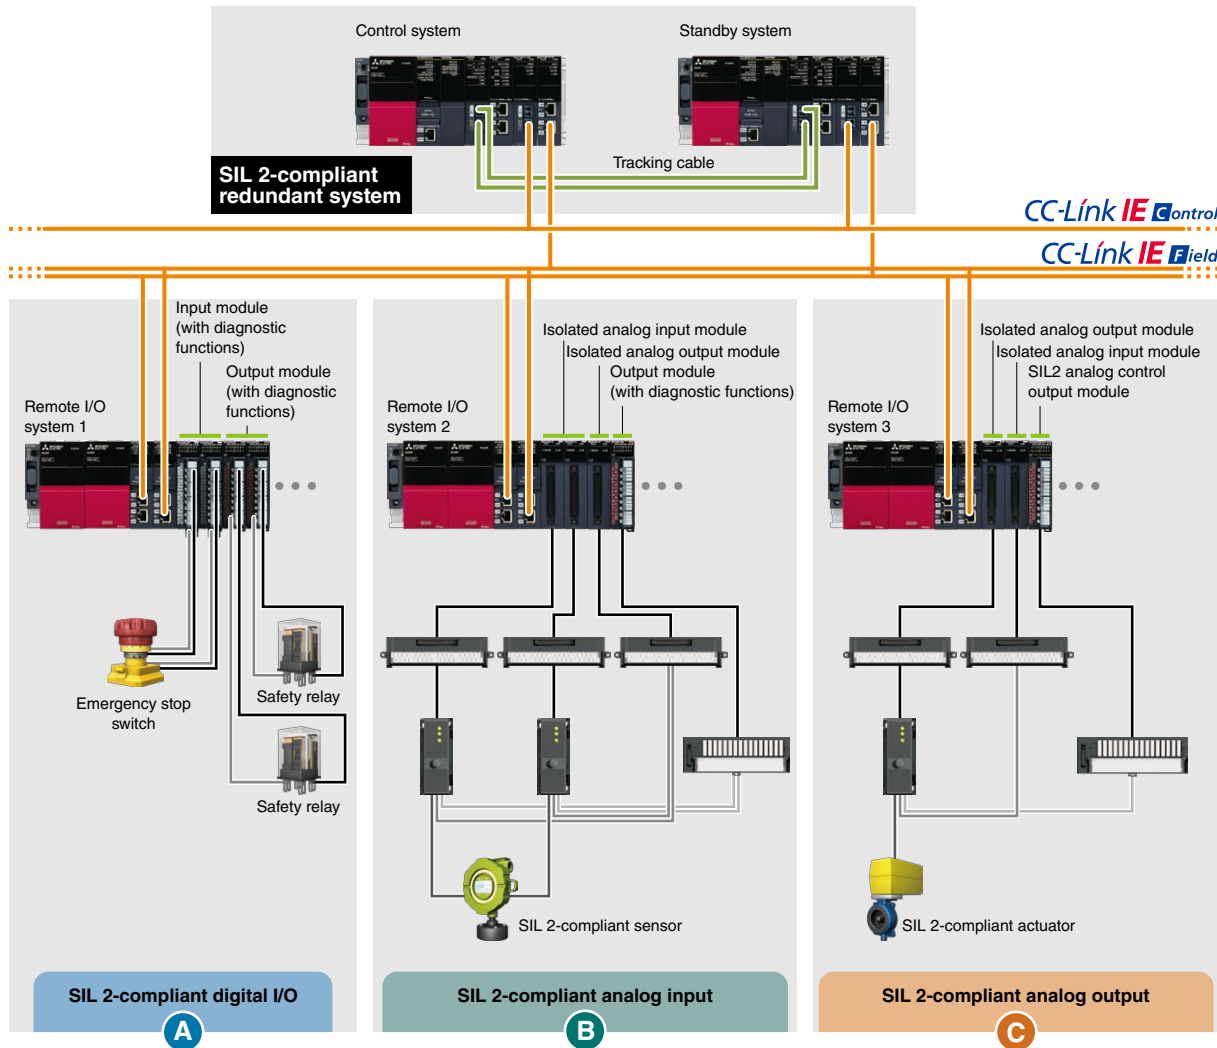 Control system
Standby system
Tracking cable
SIL 2-compliant
redundant system
CC-Link IE Control
CC-Link IE Field
Input module
(with diagnostic
functions)
Output module
(with diagnostic
functions)
Remote I/O
system 1
Emergency stop
switch
Safety relay
Safety relay
SIL 2-compliant digital I/O
A
Isolated analog input module
Isolated analog output module
Output module
(with diagnostic functions)
Remote I/O
system 2
SIL 2-compliant sensor
SIL 2-compliant analog input
B
Isolated analog output module
Isolated analog input module
SIL2 analog control
output module
Remote I/O
system 3
SIL 2-compliant actuator
SIL 2-compliant analog output
C